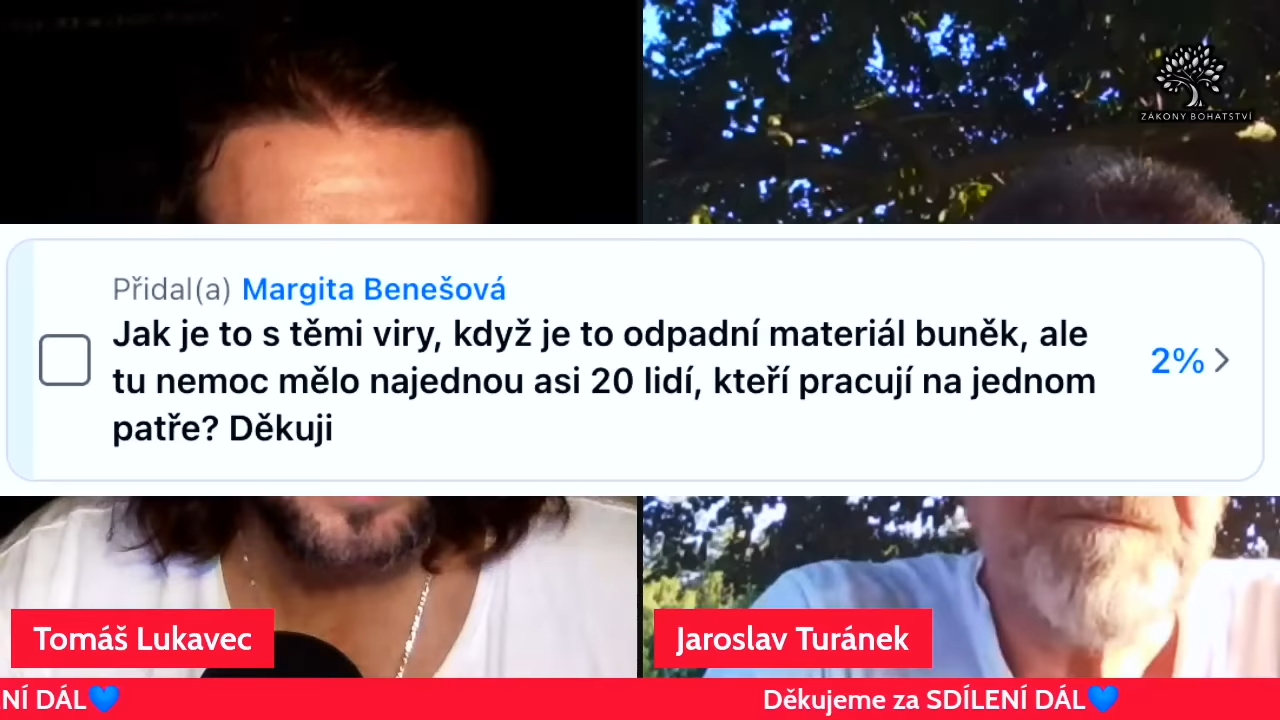 ZÁKONY BOHATSTVÍ
Přidal(a) Margita Benešová
Jak je to s těmi viry, když je to odpadní materiál buněk, ale
tu nemoc mělo najednou asi 20 lidí, kteří pracují na jednom
patře? Děkuji
2%
Tomáš Lukavec
Jaroslav Turánek
NÍ DÁL💙
Děkujeme za SDÍLENÍ DÁL💙